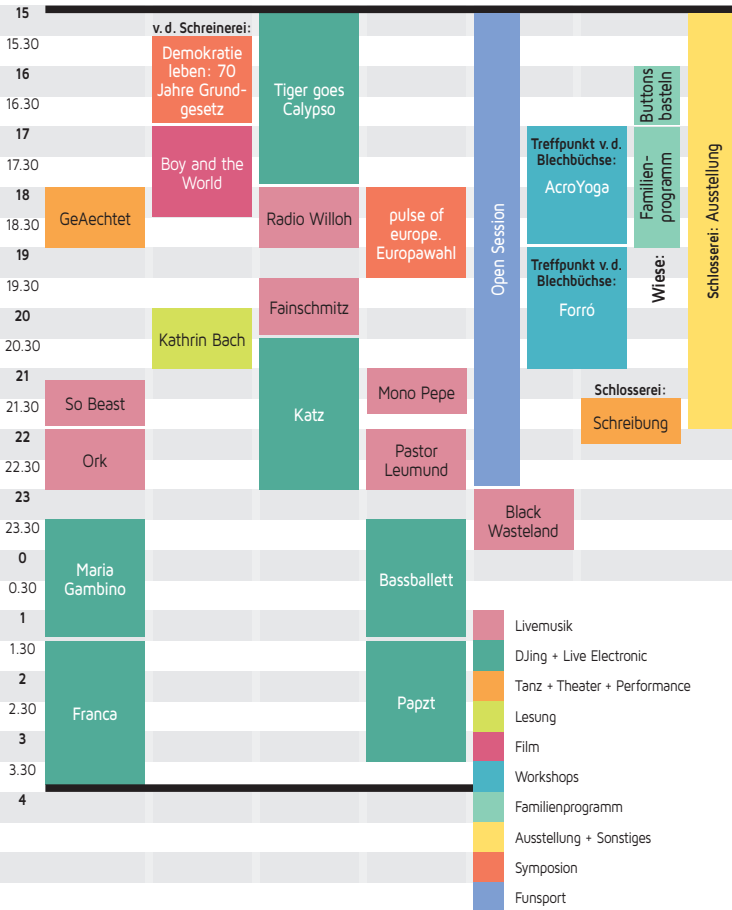 15
15.30
16
16.30
17
17.30
18
18.30
19
19.30
20
20.30
21
21.30
22
22.30
23
23.30
0
0.30
1
1.30
2
2.30
3
3.30
4
GeAechtet
So Beast
Ork
Maria
Gambino
Franca
v. d. Schreinerei:
Demokratie
leben: 70
Jahre Grund-
gesetz
Boy and the
World
Kathrin Bach
Tiger goes
Calypso
Radio Willoh
Fainschmitz
Katz
pulse of
europe.
Europawahl
Mono Pepe
Pastor
Leumund
Bassballett
Papzt
Open Session
Black
Wasteland
Treffpunkt v. d.
Blechbüchse:
AcroYoga
Treffpunkt v. d.
Blechbüchse:
Forró
Schlosserei:
Schreibung
Buttons
basteln
Familien-
programm
Wiese:
Schlosserei: Ausstellung
Livemusik
DJing + Live Electronic
Tanz + Theater + Performance
Lesung
Film
Workshops
Familienprogramm
Ausstellung + Sonstiges
Symposion
Funsport